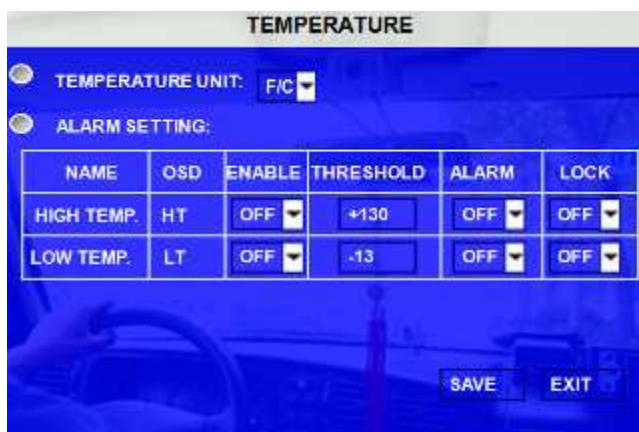 TEMPERATURE
TEMPERATURE UNIT: F/C
ALARM SETTING:
NAME OSD ENABLE THRESHOLD ALARM LOCK
HIGH TEMP. HT OFF +130 OFF OFF
LOW TEMP. LT OFF -13 OFF OFF
SAVE EXIT